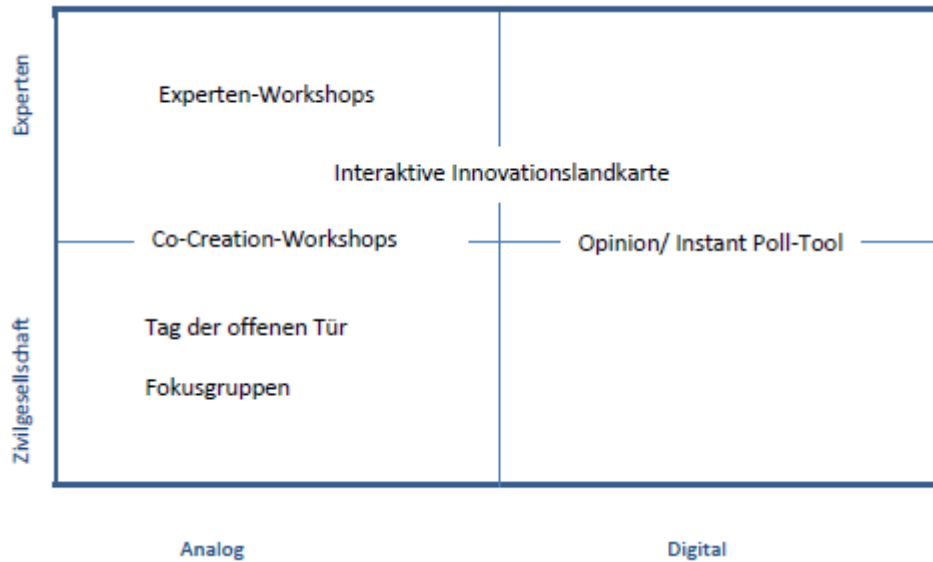 Experten
Experten-Workshops
Interaktive Innovationslandkarte
Co-Creation-Workshops
Opinion/ Instant Poll-Tool
Zivilgesellschaft
Tag der offenen Tür
Fokusgruppen
Analog
Digital